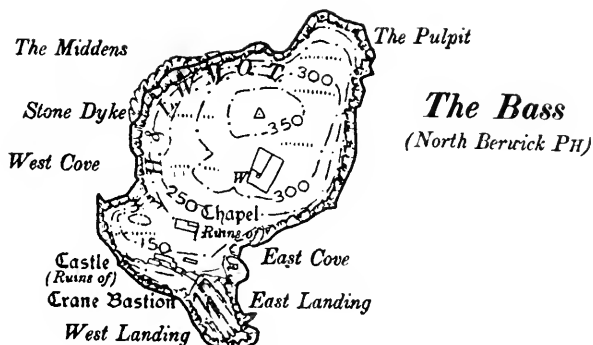 The Pulpit
The Middens
H & L W M O T
300
Stone Dyke
The Bass
(North Berwick PH)
350
West Cove
W
300
250
Chapel
(Ruins of)
150
East Cove
Castle
(Ruins of)
Crane Bastion
East Landing
West Landing